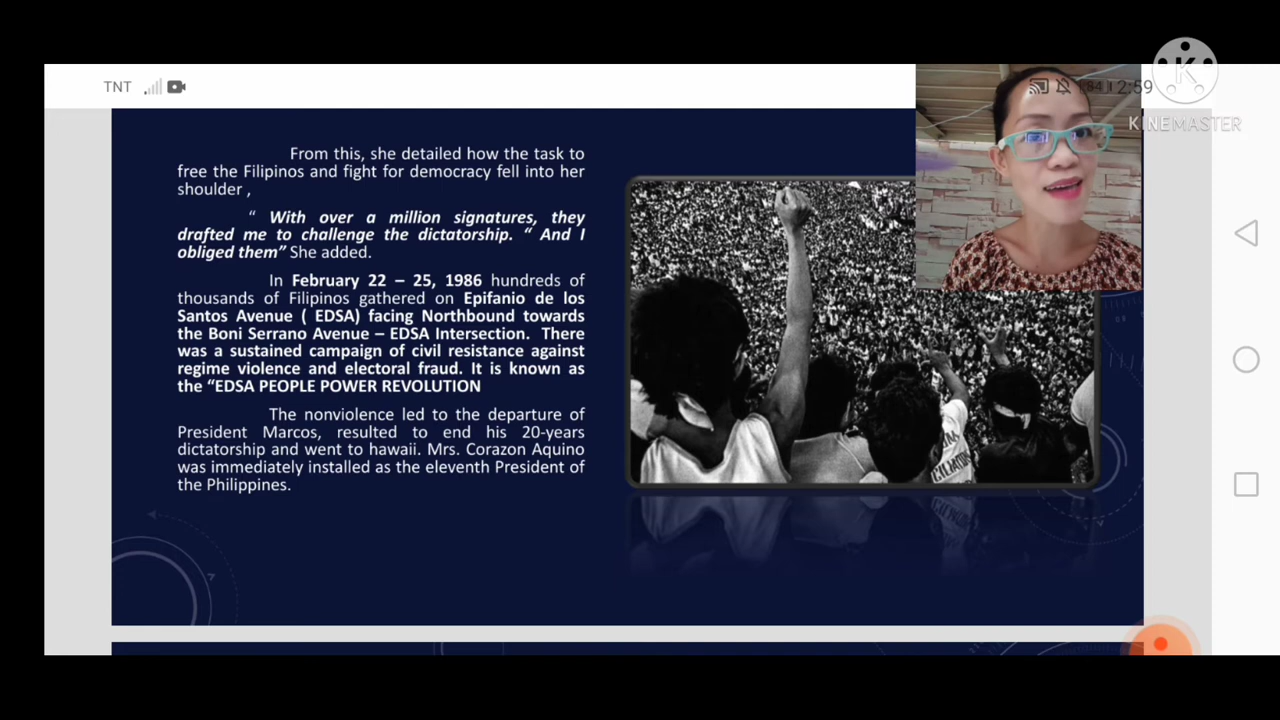 TNT
84 2:59
K
KINEMASTER
From this, she detailed how the task to
free the Filipinos and fight for democracy fell into her
shoulder ,
“ With over a million signatures, they
drafted me to challenge the dictatorship. “ And I
obliged them” She added.
In February 22 – 25, 1986 hundreds of
thousands of Filipinos gathered on Epifanio de los
Santos Avenue ( EDSA) facing Northbound towards
the Boni Serrano Avenue – EDSA Intersection. There
was a sustained campaign of civil resistance against
regime violence and electoral fraud. It is known as
the “EDSA PEOPLE POWER REVOLUTION
The nonviolence led to the departure of
President Marcos, resulted to end his 20-years
dictatorship and went to hawaii. Mrs. Corazon Aquino
was immediately installed as the eleventh President of
the Philippines.